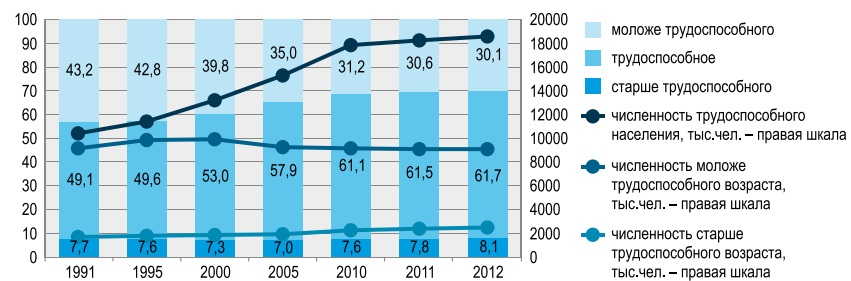 100
90
80
70
60
50
40
30
20
10
0
20000
18000
16000
14000
12000
10000
8000
6000
4000
2000
0
43,2 42,8 39,8 35,0 31,2 30,6 30,1
49,1 49,6 53,0 57,9 61,1 61,5 61,7
7,7 7,6 7,3 7,0 7,6 7,8 8,1
1991 1995 2000 2005 2010 2011 2012
моложе трудоспособного
трудоспособное
старше трудоспособного
численность трудоспособного
населения, тыс.чел. – правая шкала
численность моложе
трудоспособного возраста,
тыс.чел. – правая шкала
численность старше
трудоспособного возраста,
тыс.чел. – правая шкала